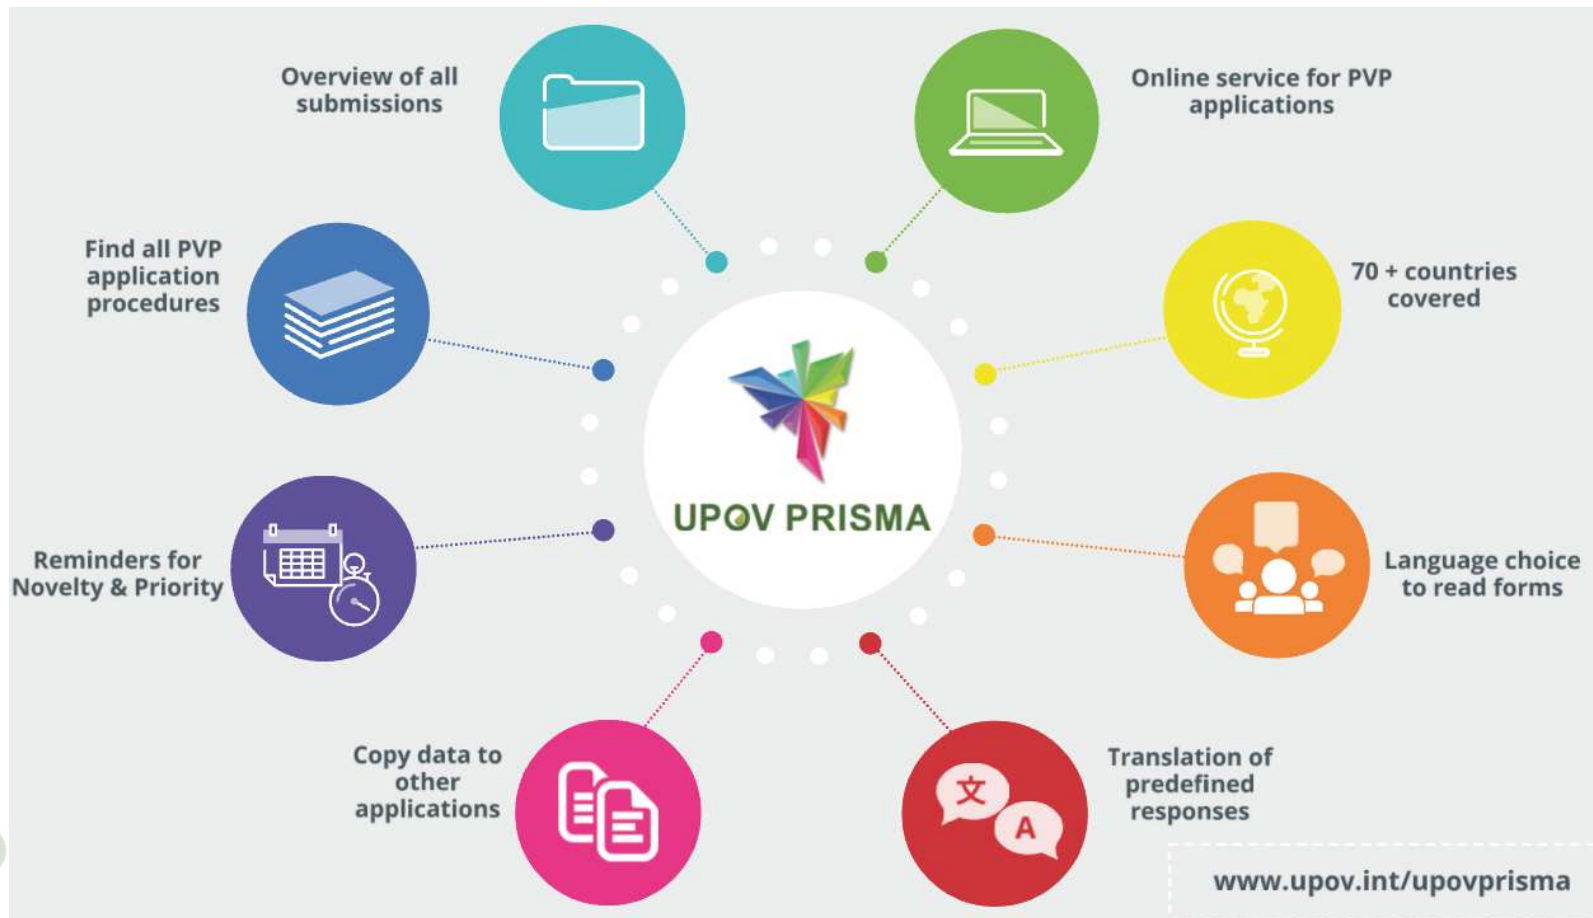 Overview of all
submissions
Online service for PVP
applications
Find all PVP
application
procedures
70 + countries
covered
UPOV PRISMA
Reminders for
Novelty & Priority
Language choice
to read forms
Copy data to
other
applications
Translation of
predefined
responses
文
A
www.upov.int/upovprisma